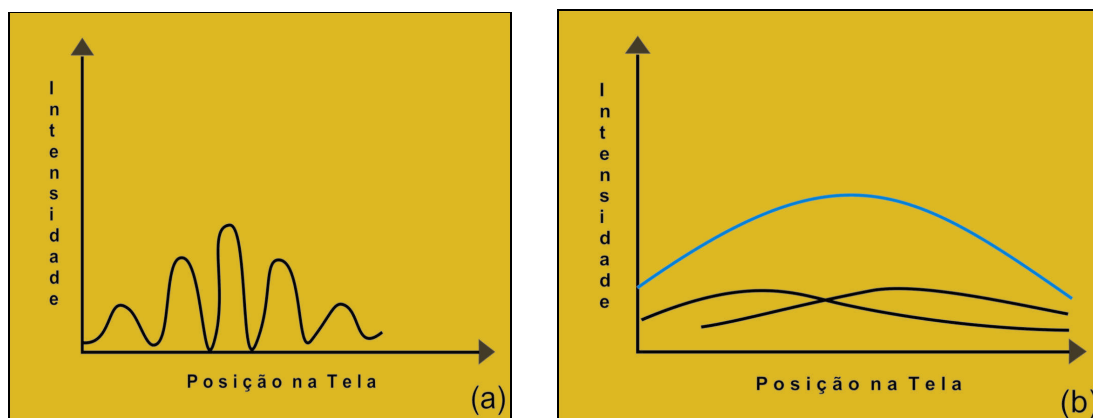 Intensidade
Posição na Tela
(a)
Intensidade
Posição na Tela
(b)